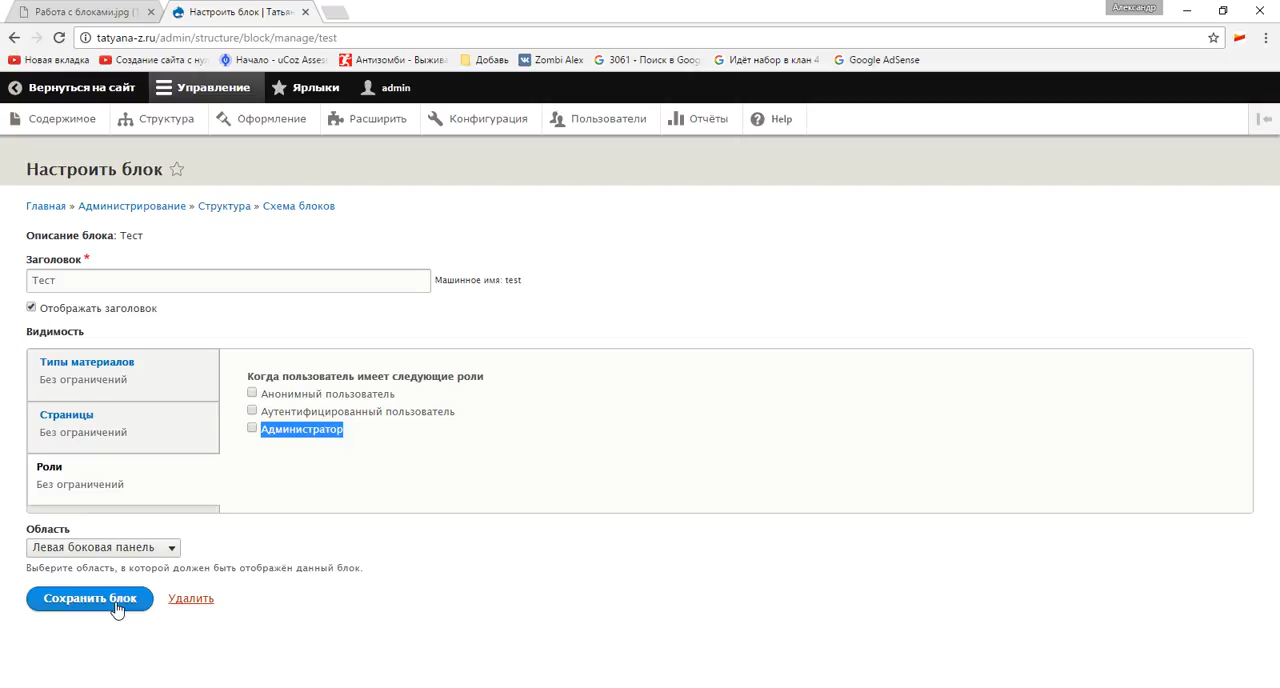 Работа с блоками.jpg (1
Настроить блок | Татьян
Александр
tatyana-z.ru/admin/structure/block/manage/test
Новая вкладка
Создание сайта с нул
Начало - uCoz Asses
Антизомби - Выжива
Добавь
Zombi Alex
3061 - Поиск в Goog
Идёт набор в клан 4
Google AdSense
Вернуться на сайт
Управление
Ярлыки
admin
Содержимое
Структура
Оформление
Расширить
Конфигурация
Пользователи
Отчёты
Help
Настроить блок
Главная » Администрирование » Структура » Схема блоков
Описание блока: Тест
Заголовок *
Тест
Машинное имя: test
Отображать заголовок
Видимость
Типы материалов
Без ограничений
Страницы
Без ограничений
Роли
Без ограничений
Когда пользователь имеет следующие роли
Анонимный пользователь
Аутентифицированный пользователь
Администратор
Область
Левая боковая панель
Выберите область, в которой должен быть отображён данный блок.
Сохранить блок
Удалить